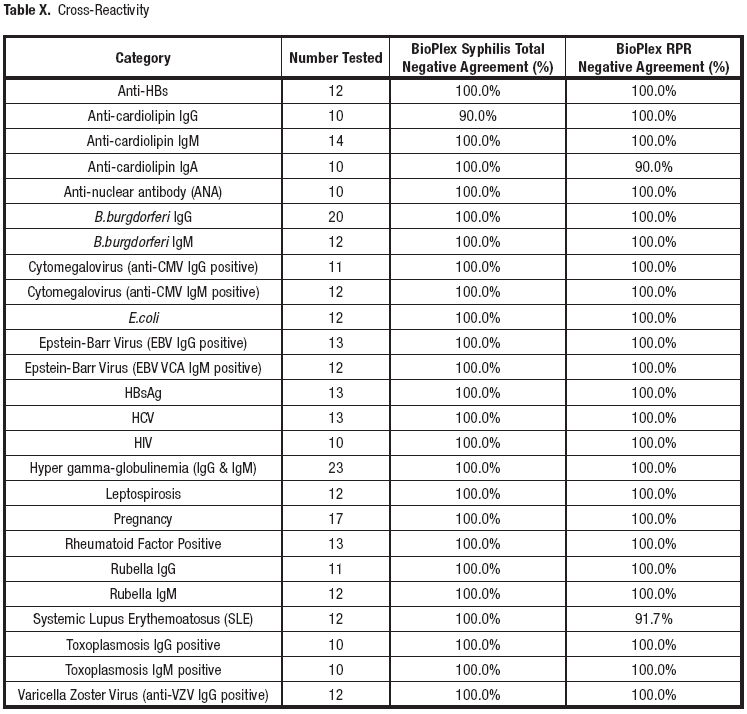 Table X. Cross-Reactivity
Category Number Tested BioPlex Syphilis Total Negative Agreement (%) BioPlex RPR Negative Agreement (%)
Anti-HBs 12 100.0% 100.0%
Anti-cardiolipin IgG 10 90.0% 100.0%
Anti-cardiolipin IgM 14 100.0% 100.0%
Anti-cardiolipin IgA 10 100.0% 90.0%
Anti-nuclear antibody (ANA) 10 100.0% 100.0%
B.burgdorferi IgG 20 100.0% 100.0%
B.burgdorferi IgM 12 100.0% 100.0%
Cytomegalovirus (anti-CMV IgG positive) 11 100.0% 100.0%
Cytomegalovirus (anti-CMV IgM positive) 12 100.0% 100.0%
E.coli 12 100.0% 100.0%
Epstein-Barr Virus (EBV IgG positive) 13 100.0% 100.0%
Epstein-Barr Virus (EBV VCA IgM positive) 12 100.0% 100.0%
HBsAg 13 100.0% 100.0%
HCV 13 100.0% 100.0%
HIV 10 100.0% 100.0%
Hyper gamma-globulinemia (IgG & IgM) 23 100.0% 100.0%
Leptospirosis 12 100.0% 100.0%
Pregnancy 17 100.0% 100.0%
Rheumatoid Factor Positive 13 100.0% 100.0%
Rubella IgG 11 100.0% 100.0%
Rubella IgM 12 100.0% 100.0%
Systemic Lupus Erythemoatosus (SLE) 12 100.0% 91.7%
Toxoplasmosis IgG positive 10 100.0% 100.0%
Toxoplasmosis IgM positive 10 100.0% 100.0%
Varicella Zoster Virus (anti-VZV IgG positive) 12 100.0% 100.0%